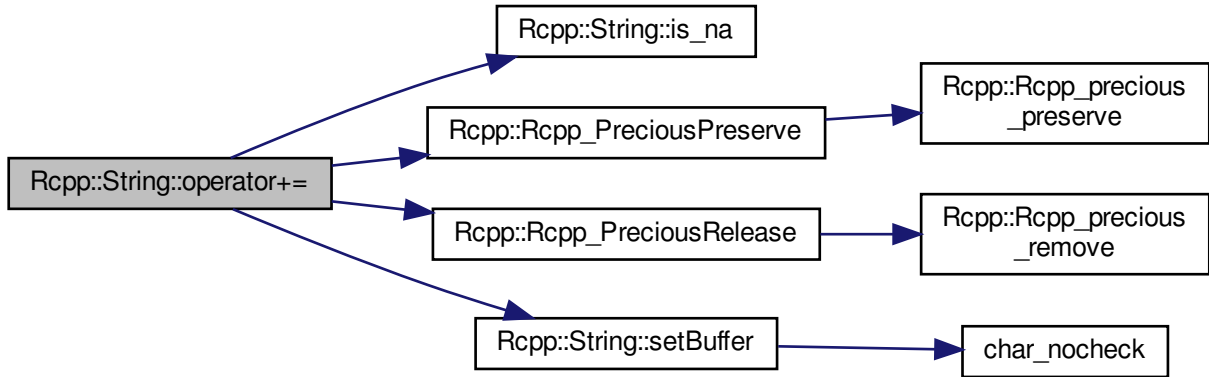 Rcpp::String::is_na
Rcpp::Rcpp_precious
_preserve
Rcpp::Rcpp_PreciousPreserve
Rcpp::String::operator+=
Rcpp::Rcpp_PreciousRelease
Rcpp::Rcpp_precious
_remove
Rcpp::String::setBuffer
char_nocheck